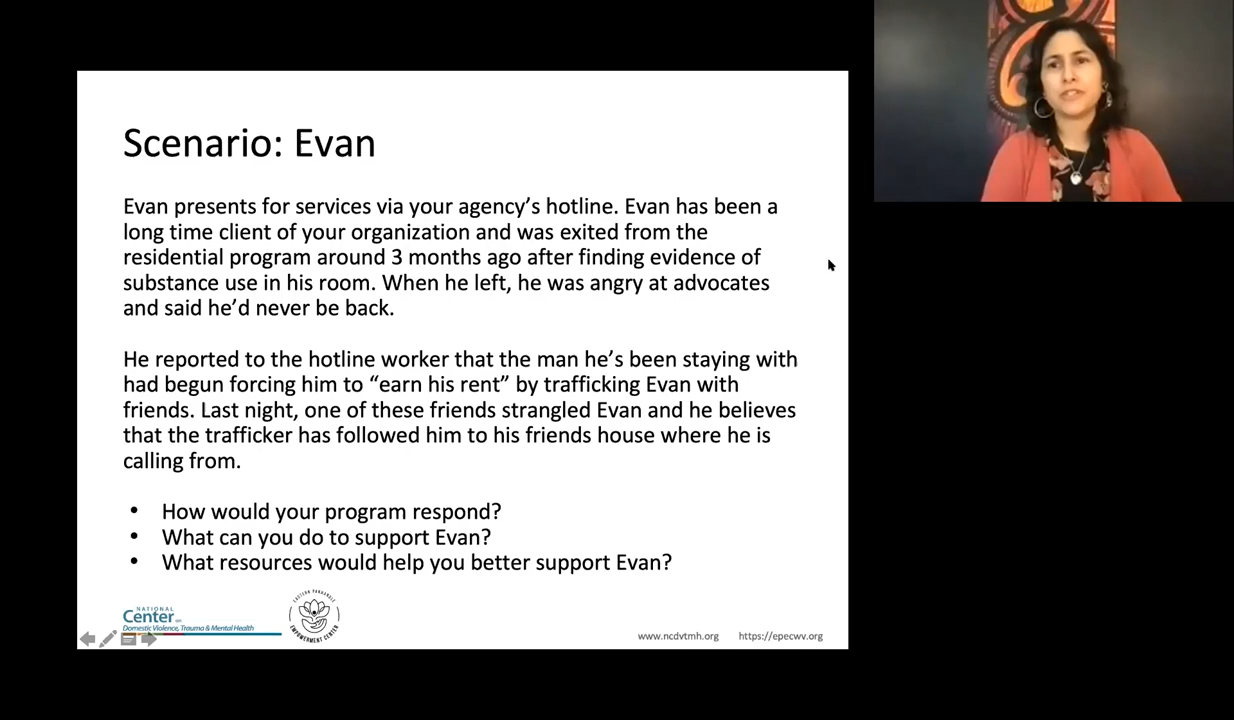 Scenario: Evan
Evan presents for services via your agency's hotline. Evan has been a
long time client of your organization and was exited from the
residential program around 3 months ago after finding evidence of
substance use in his room. When he left, he was angry at advocates
and said he'd never be back.
He reported to the hotline worker that the man he's been staying with
had begun forcing him to “earn his rent” by trafficking Evan with
friends. Last night, one of these friends strangled Evan and he believes
that the trafficker has followed him to his friends house where he is
calling from.
• How would your program respond?
• What can you do to support Evan?
• What resources would help you better support Evan?
NATIONAL
Center on
Domestic Violence, Trauma & Mental Health
EASTERN PANHANDLE
EMPOWERMENT CENTER
www.ncdvtmh.org https://epecwv.org